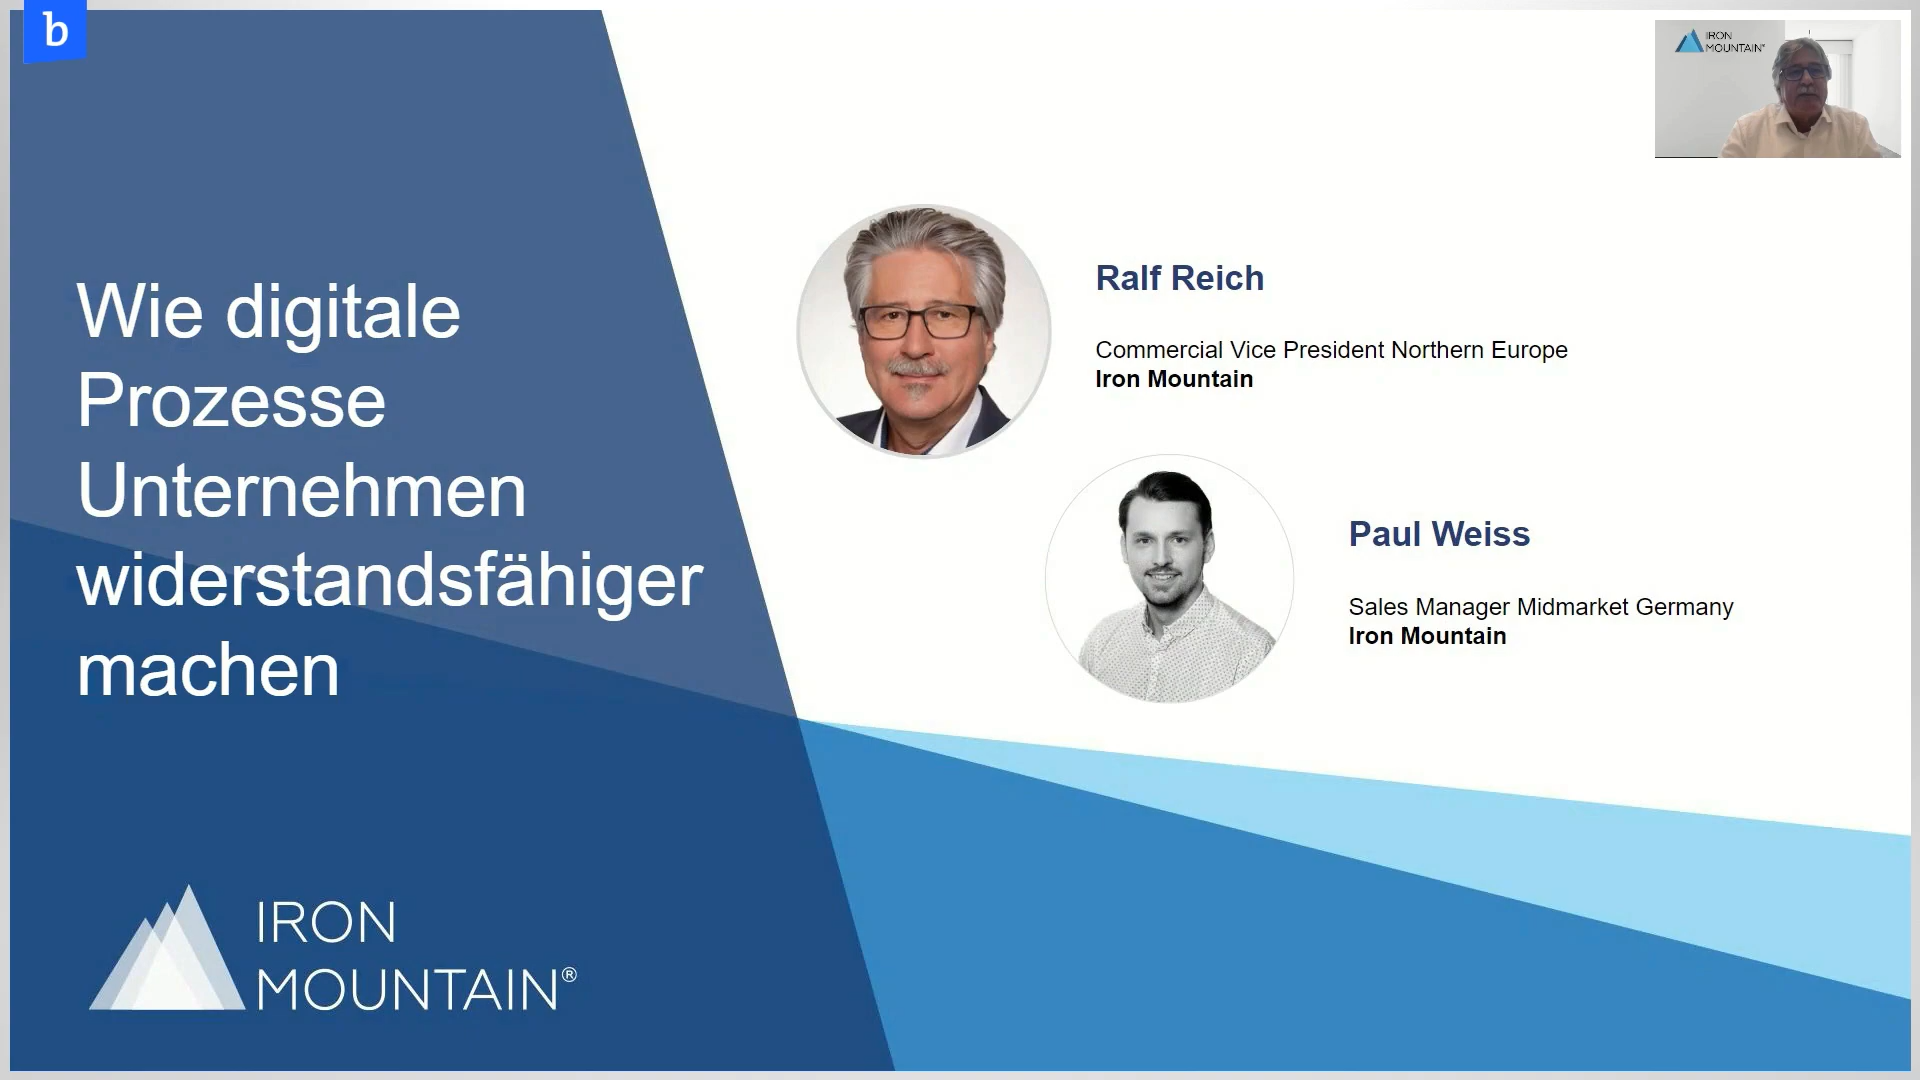 b
Wie digitale
Prozesse
Unternehmen
widerstandsfähiger
machen
IRON
MOUNTAIN®
Ralf Reich
Commercial Vice President Northern Europe
Iron Mountain
Paul Weiss
Sales Manager Midmarket Germany
Iron Mountain
IRON
MOUNTAIN®